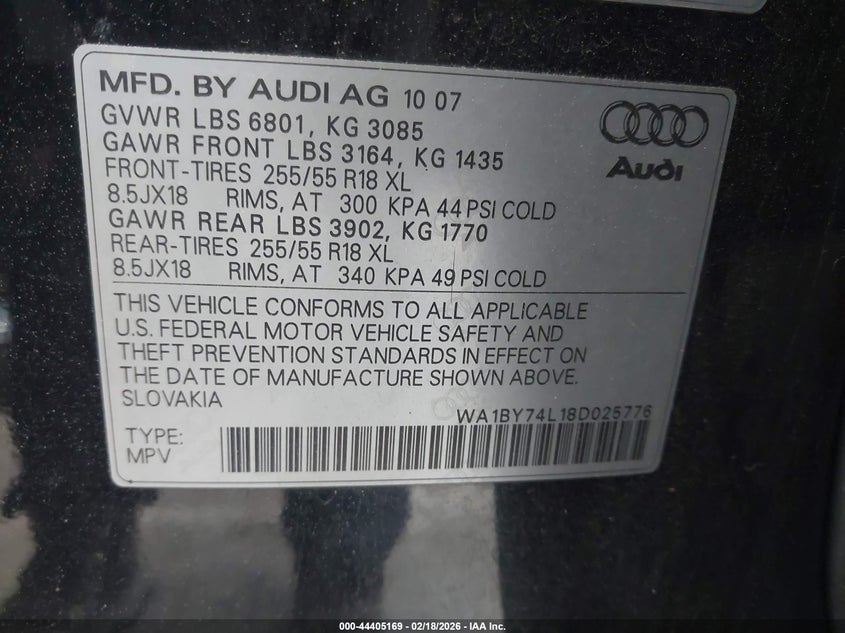 MFD. BY AUDI AG 10 07
GVWR LBS 6801, KG 3085
GAWR FRONT LBS 3164, KG 1435
FRONT-TIRES 255/55 R18 XL
8.5JX18 RIMS, AT 300 KPA 44 PSI COLD
GAWR REAR LBS 3902, KG 1770
REAR-TIRES 255/55 R18 XL
8.5JX18 RIMS, AT 340 KPA 49 PSI COLD
Audi
THIS VEHICLE CONFORMS TO ALL APPLICABLE
U.S. FEDERAL MOTOR VEHICLE SAFETY AND
THEFT PREVENTION STANDARDS IN EFFECT ON
THE DATE OF MANUFACTURE SHOWN ABOVE.
SLOVAKIA
WA1BY74L18D025776
TYPE:
MPV
000-44405169 - 02/18/2026 - IAA Inc.